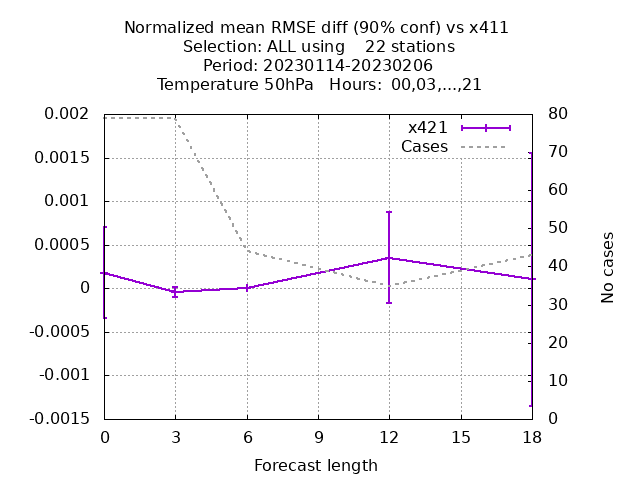 Normalized mean RMSE diff (90% conf) vs x411
Selection: ALL using    22 stations
Period: 20230114-20230206
Temperature 50hPa   Hours:  00,03,...,21
x421
Cases
0.002
0.0015
0.001
0.0005
0
-0.0005
-0.001
-0.0015
80
70
60
50
40
30
20
10
0
No cases
0 3 6 9 12 15 18
Forecast length